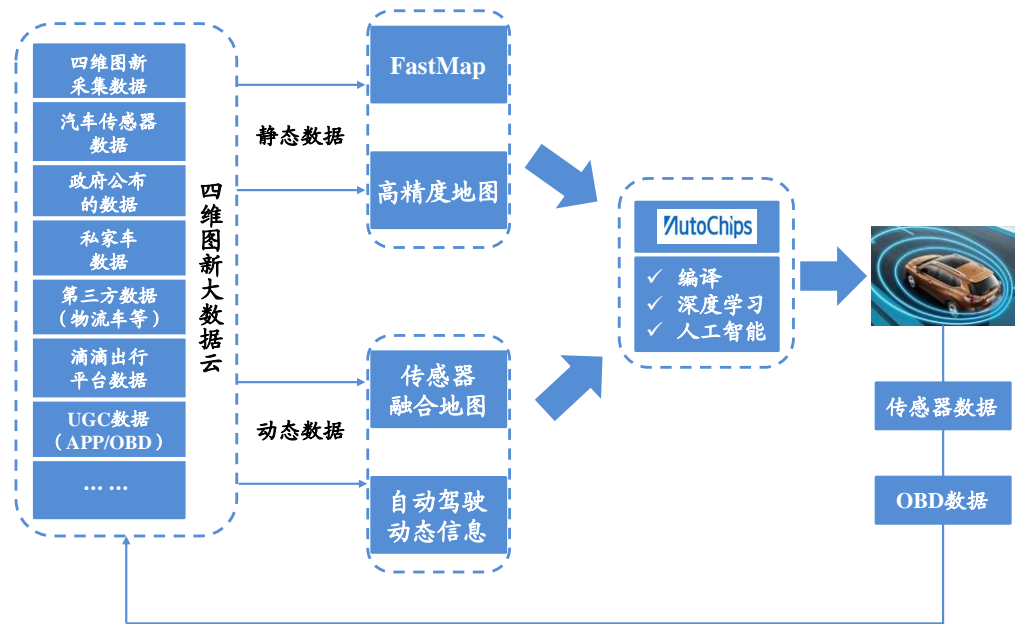 四维图新
采集数据
汽车传感器
数据
政府公布
的数据
私家车
数据
第三方数据
（物流车等）
滴滴出行
平台数据
UGC数据
（APP/OBD）
... ...
四维图新大数据云
静态数据
动态数据
FastMap
高精度地图
传感器
融合地图
自动驾驶
动态信息
AutoChips
✓ 编译
✓ 深度学习
✓ 人工智能
传感器数据
OBD数据